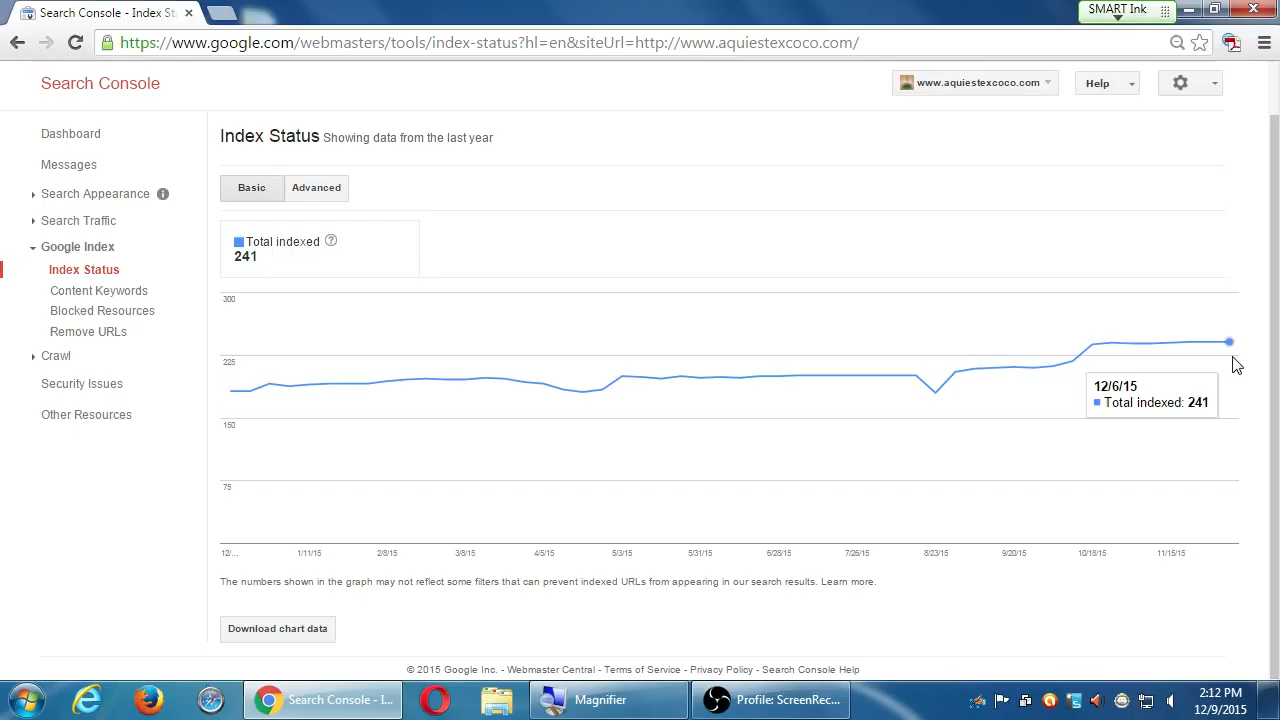 Search Console - Index St
SMART Ink
https://www.google.com/webmasters/tools/index-status?hl=en&siteUrl=http://www.aquiestexcoco.com/
Search Console
www.aquiestexcoco.com
Help
Dashboard
Messages
Search Appearance
Search Traffic
Google Index
Index Status
Content Keywords
Blocked Resources
Remove URLs
Crawl
Security Issues
Other Resources
Index Status Showing data from the last year
Basic Advanced
Total indexed
241
300
225
150
75
12/6/15
Total indexed: 241
12/... 1/11/15 2/8/15 3/8/15 4/5/15 5/3/15 5/31/15 6/28/15 7/26/15 8/23/15 9/20/15 10/18/15 11/15/15
The numbers shown in the graph may not reflect some filters that can prevent indexed URLs from appearing in our search results. Learn more.
Download chart data
© 2015 Google Inc. - Webmaster Central - Terms of Service - Privacy Policy - Search Console Help
Search Console - I...
Magnifier
Profile: ScreenRec...
2:12 PM
12/9/2015